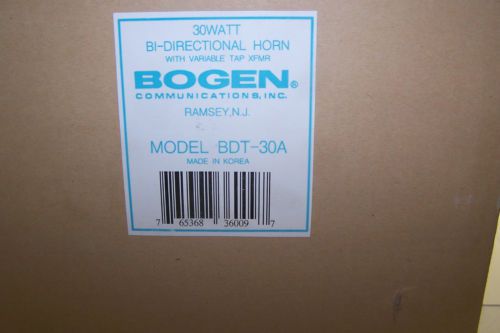 30WATT
BI-DIRECTIONAL HORN
WITH VARIABLE TAP XFMR
BOGEN®
COMMUNICATIONS, INC.
RAMSEY, N.J.
MODEL BDT-30A
MADE IN KOREA
7 65368 36009 7